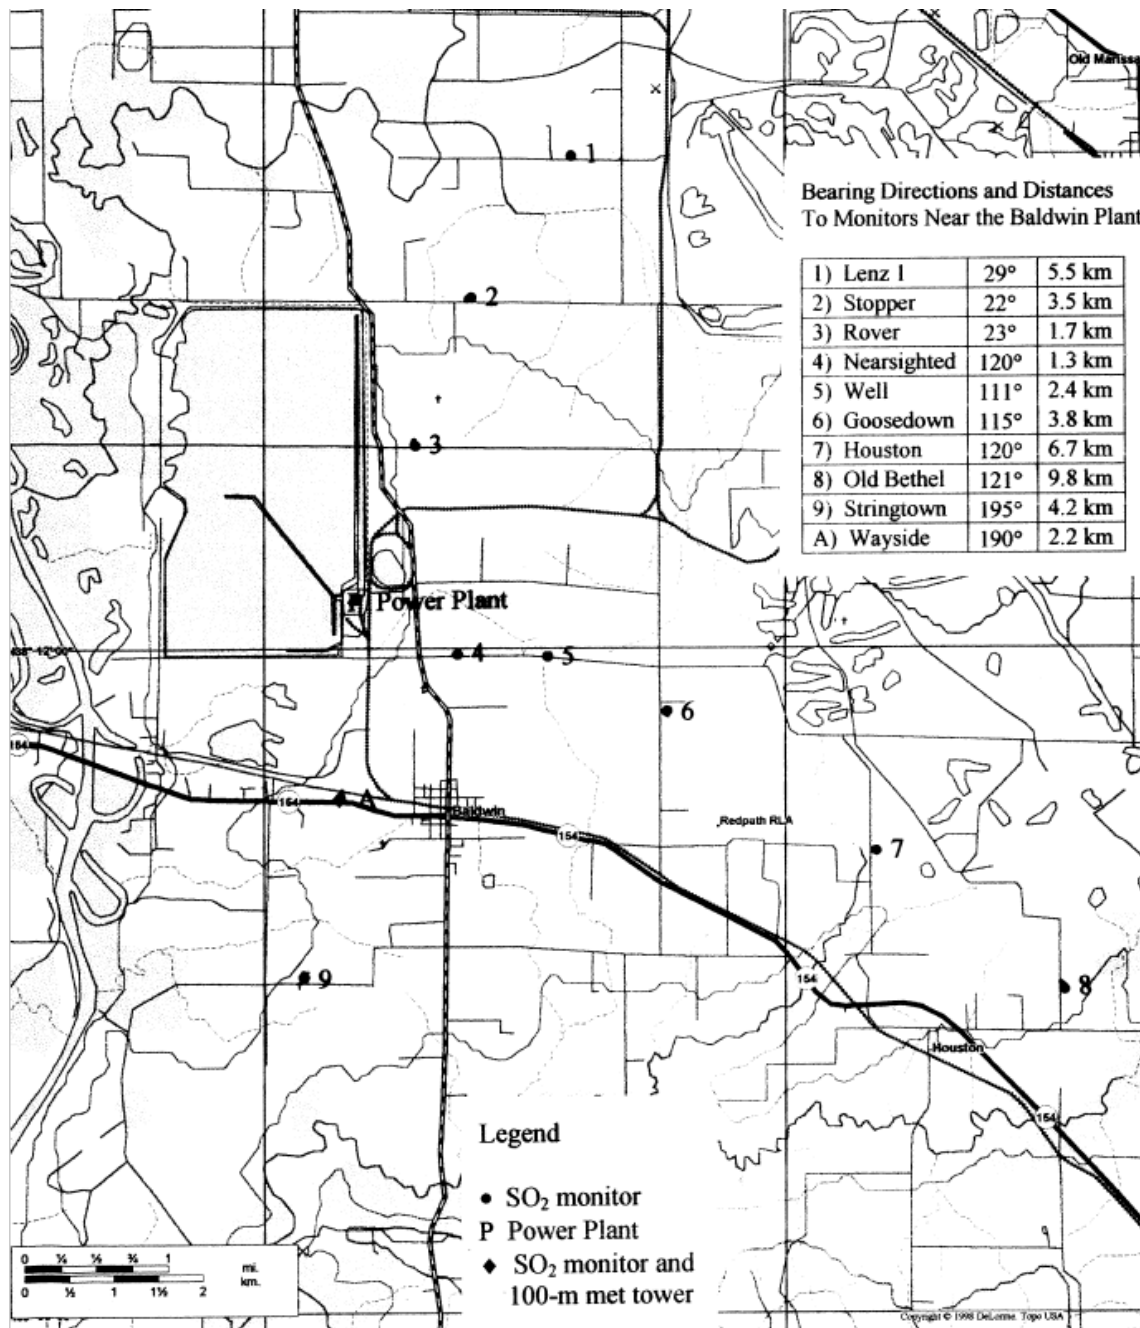 Old Marissa
1
Bearing Directions and Distances
To Monitors Near the Baldwin Plant
1) Lenz 1 29° 5.5 km
2) Stopper 22° 3.5 km
3) Rover 23° 1.7 km
4) Nearsighted 120° 1.3 km
5) Well 111° 2.4 km
6) Goosedown 115° 3.8 km
7) Houston 120° 6.7 km
8) Old Bethel 121° 9.8 km
9) Stringtown 195° 4.2 km
A) Wayside 190° 2.2 km
2
3
P Power Plant
4
5
6
154
154
A
Baldwin
154
Redpath RLA
7
9
154
8
Houston
154
Legend
SO₂ monitor
P Power Plant
SO₂ monitor and
100-m met tower
0 ¼ ½ ¾ 1
mi.
km.
0 ½ 1 1½ 2
Copyright © 1998 DeLorme. Topo USA